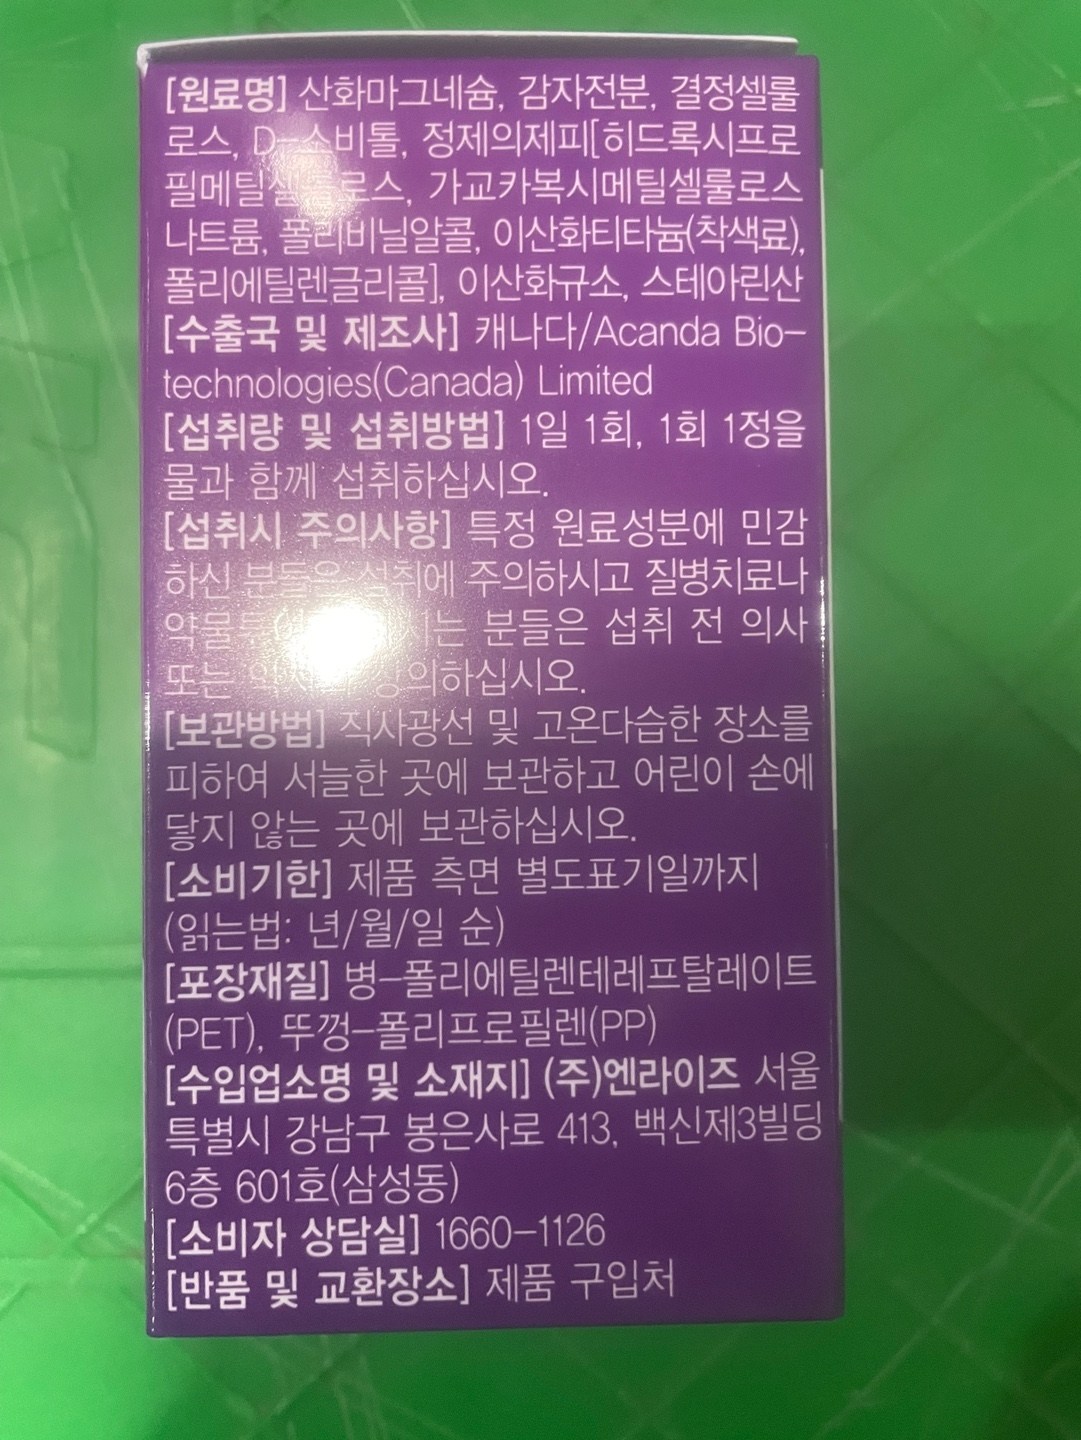 [원료명] 산화마그네슘, 감자전분, 결정셀룰
로스, D-소비톨, 정제의제피[히드록시프로
필메틸셀룰로스, 가교카복시메틸셀룰로스
나트륨, 폴리비닐알콜, 이산화티타늄(착색료),
폴리에틸렌글리콜], 이산화규소, 스테아린산
[수출국 및 제조사] 캐나다/Acanda Bio-
technologies(Canada) Limited
[섭취량 및 섭취방법] 1일 1회, 1회 1정을
물과 함께 섭취하십시오.
[섭취시 주의사항] 특정 원료성분에 민감
하신 분들은 섭취에 주의하시고 질병치료나
분들은 섭취 전 의사
또는
[보관방법] 직사광선 및 고온다습한 장소를
피하여 서늘한 곳에 보관하고 어린이 손에
닿지 않는 곳에 보관하십시오.
[소비기한] 제품 측면 별도표기일까지
(읽는법: 년/월/일 순)
[포장재질] 병-폴리에틸렌테레프탈레이트
(PET), 뚜껑-폴리프로필렌(PP)
[수입업소명 및 소재지] (주)엔라이즈 서울
특별시 강남구 봉은사로 413, 백신제3빌딩
6층 601호(삼성동)
[소비자 상담실] 1660-1126
[반품 및 교환장소] 제품 구입처